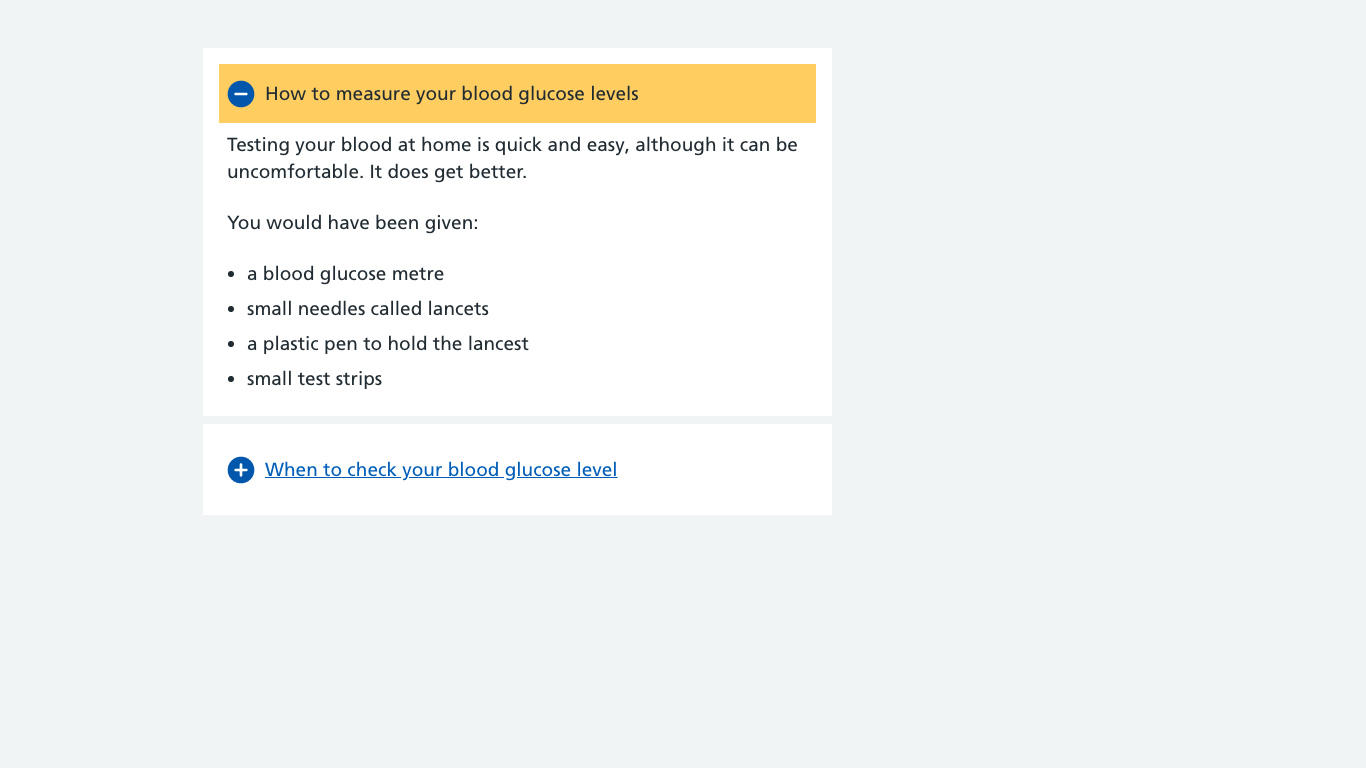 How to measure your blood glucose levels
Testing your blood at home is quick and easy, although it can be
uncomfortable. It does get better.
You would have been given:
• a blood glucose metre
• small needles called lancets
• a plastic pen to hold the lancest
• small test strips
When to check your blood glucose level